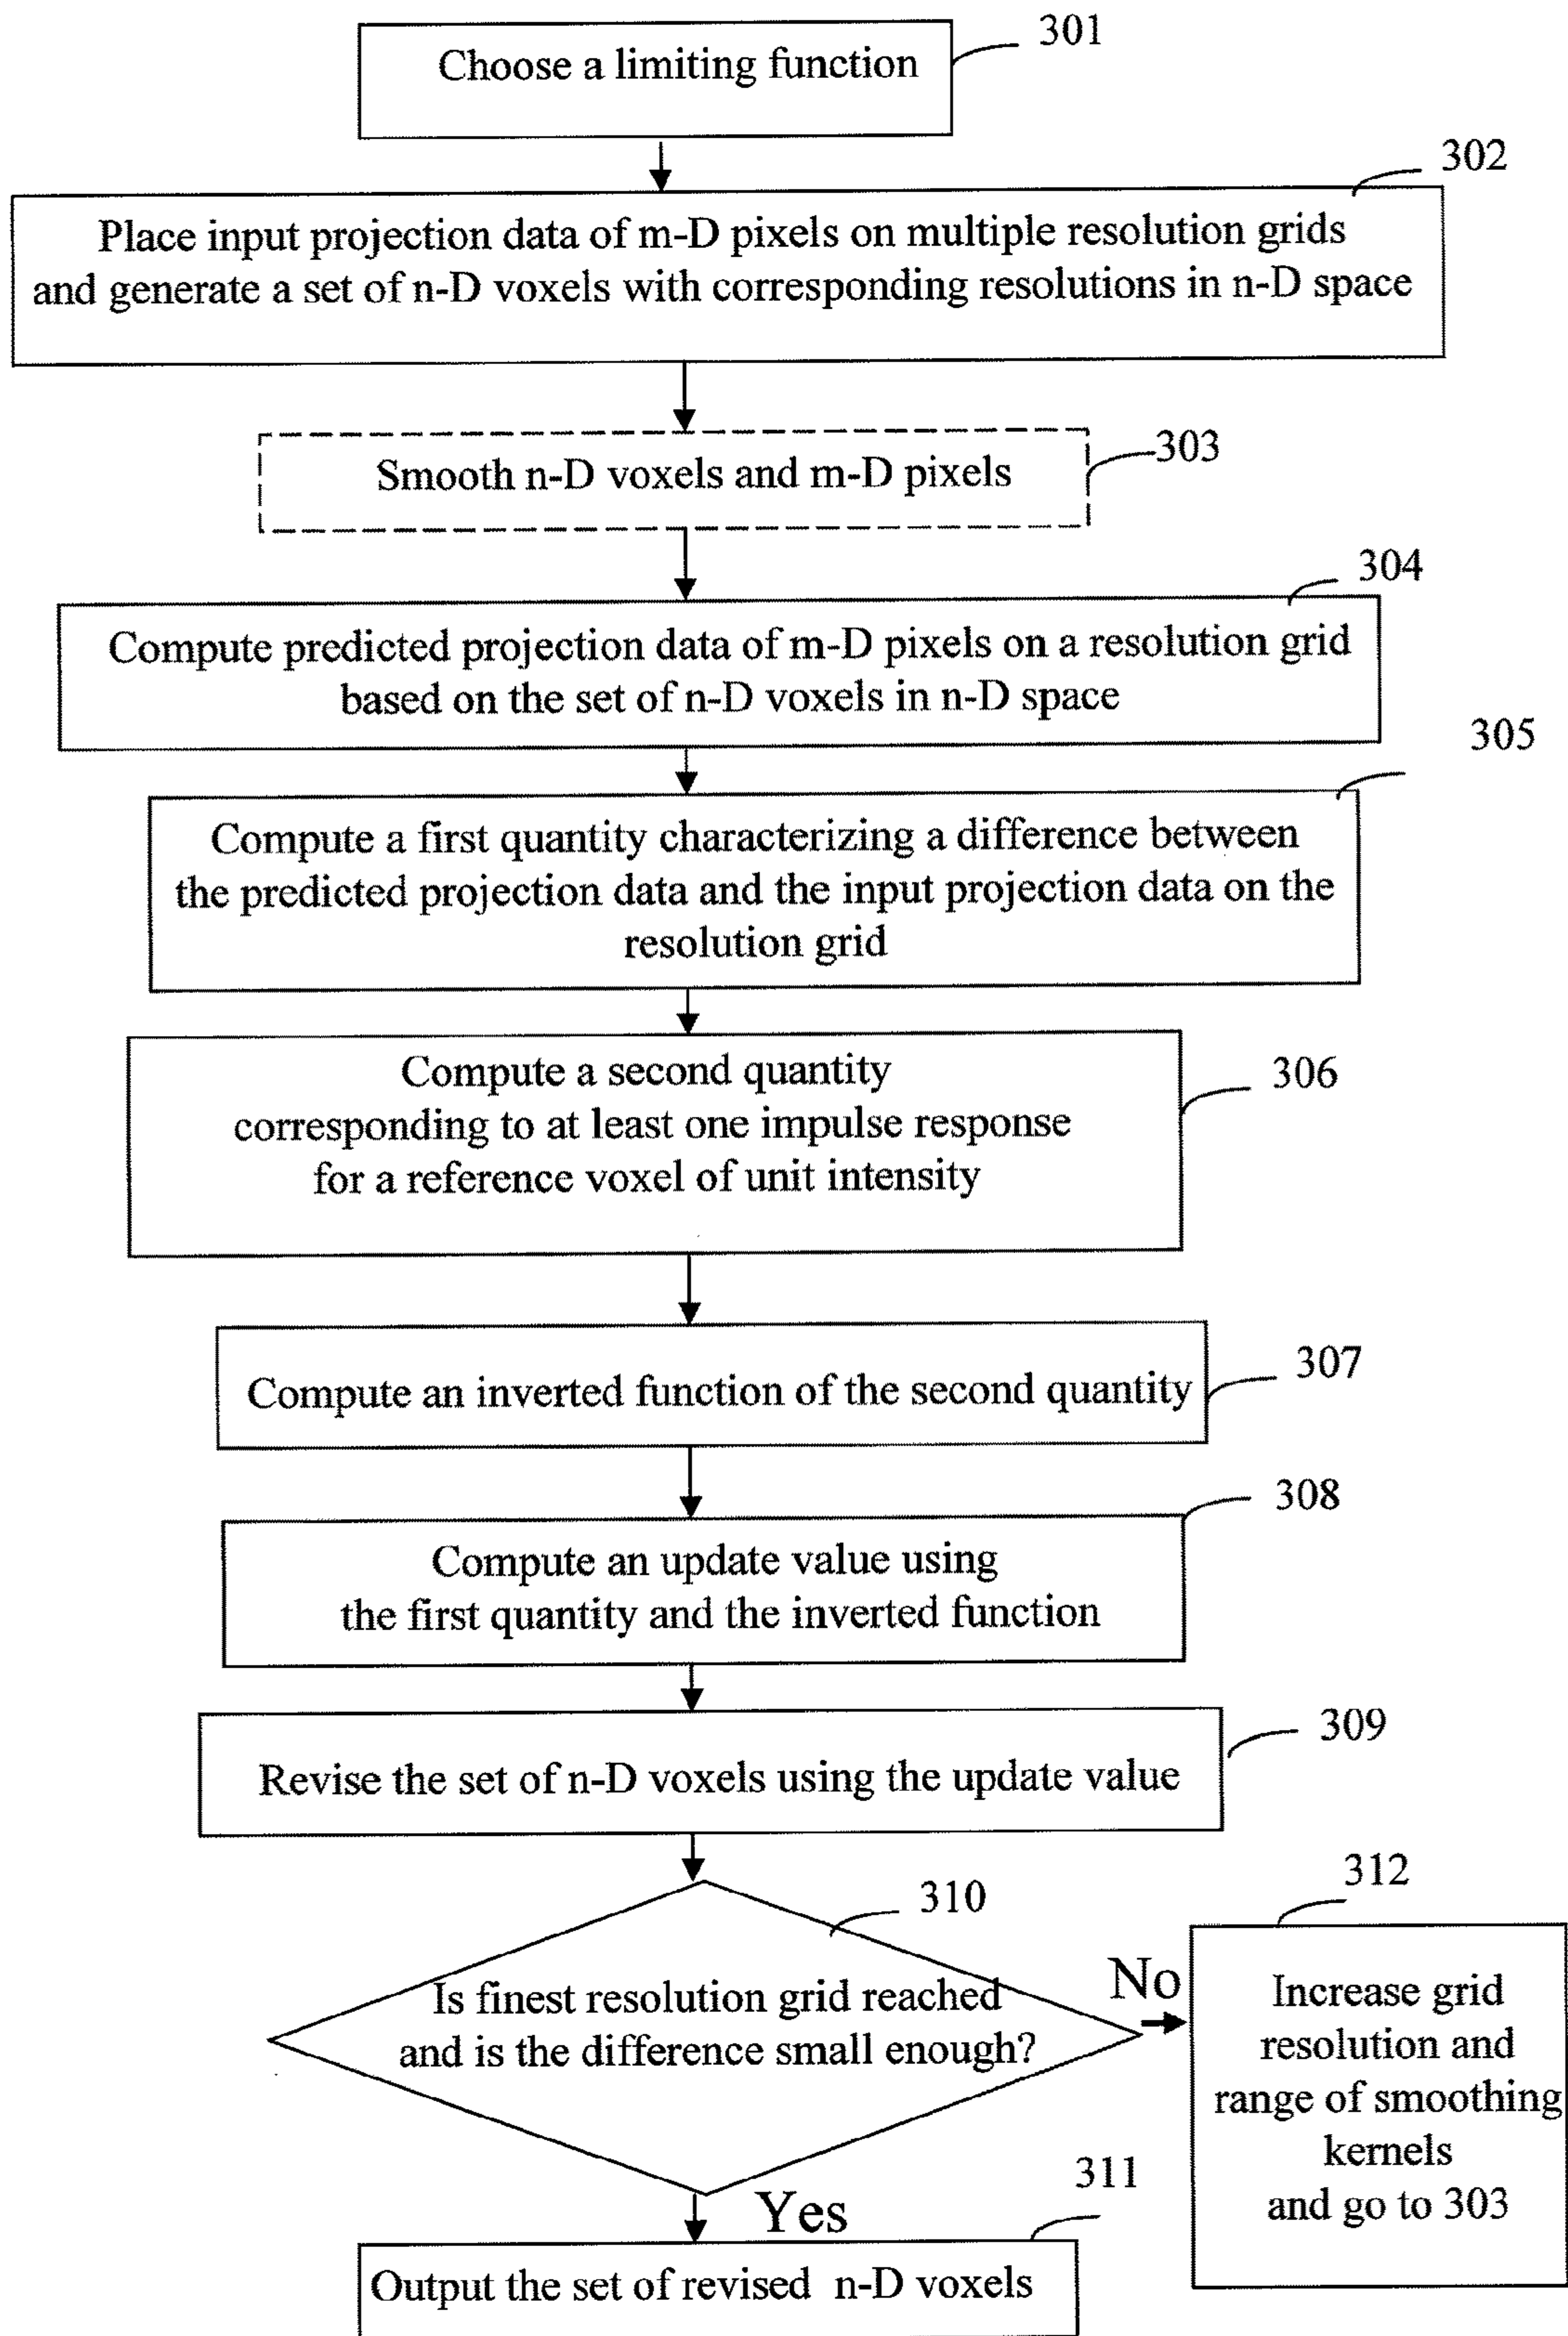 301
Choose a limiting function
302
Place input projection data of m-D pixels on multiple resolution grids
and generate a set of n-D voxels with corresponding resolutions in n-D space
303
Smooth n-D voxels and m-D pixels
304
Compute predicted projection data of m-D pixels on a resolution grid
based on the set of n-D voxels in n-D space
305
Compute a first quantity characterizing a difference between
the predicted projection data and the input projection data on the
resolution grid
306
Compute a second quantity
corresponding to at least one impulse response
for a reference voxel of unit intensity
307
Compute an inverted function of the second quantity
308
Compute an update value using
the first quantity and the inverted function
309
Revise the set of n-D voxels using the update value
310
Is finest resolution grid reached
and is the difference small enough?
No
312
Increase grid
resolution and
range of smoothing
kernels
and go to 303
Yes
311
Output the set of revised n-D voxels